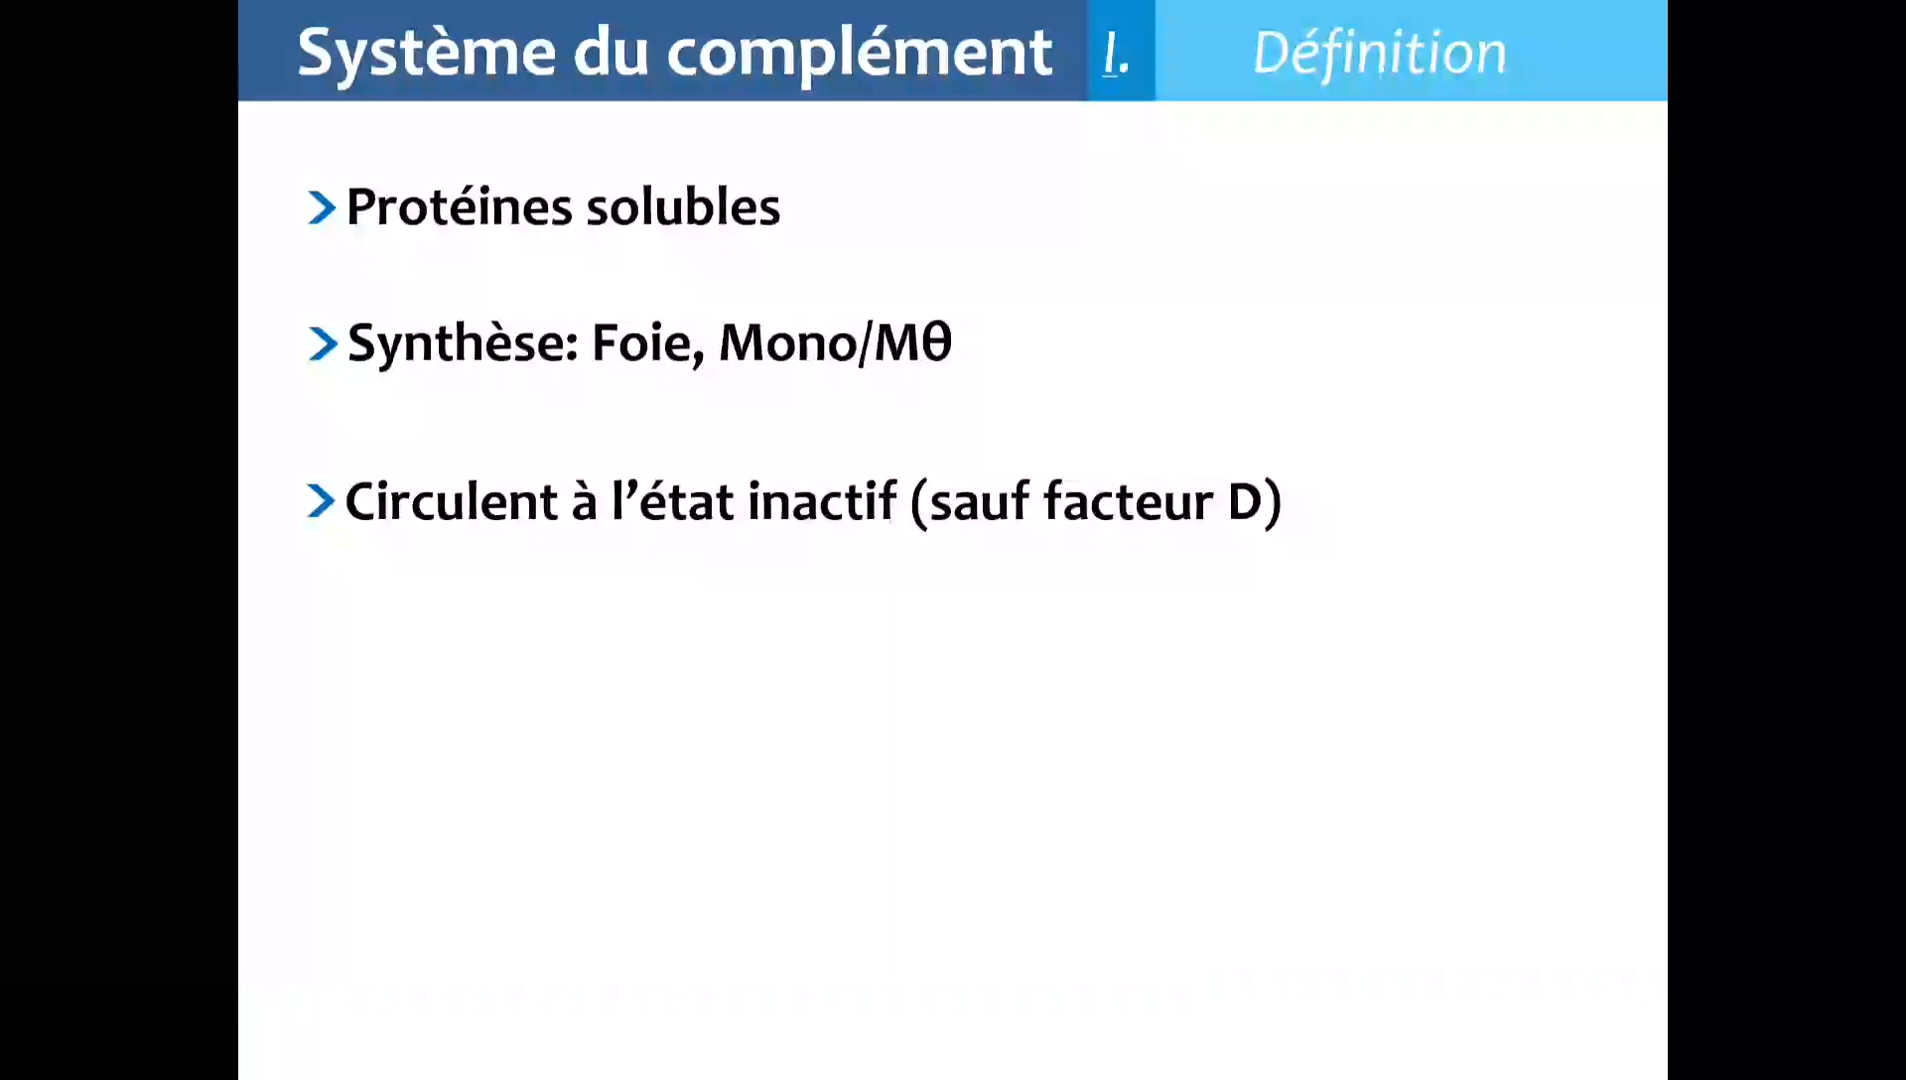 Système du complément I. Définition
Protéines solubles
Synthèse: Foie, Mono/Mθ
Circulent à l’état inactif (sauf facteur D)